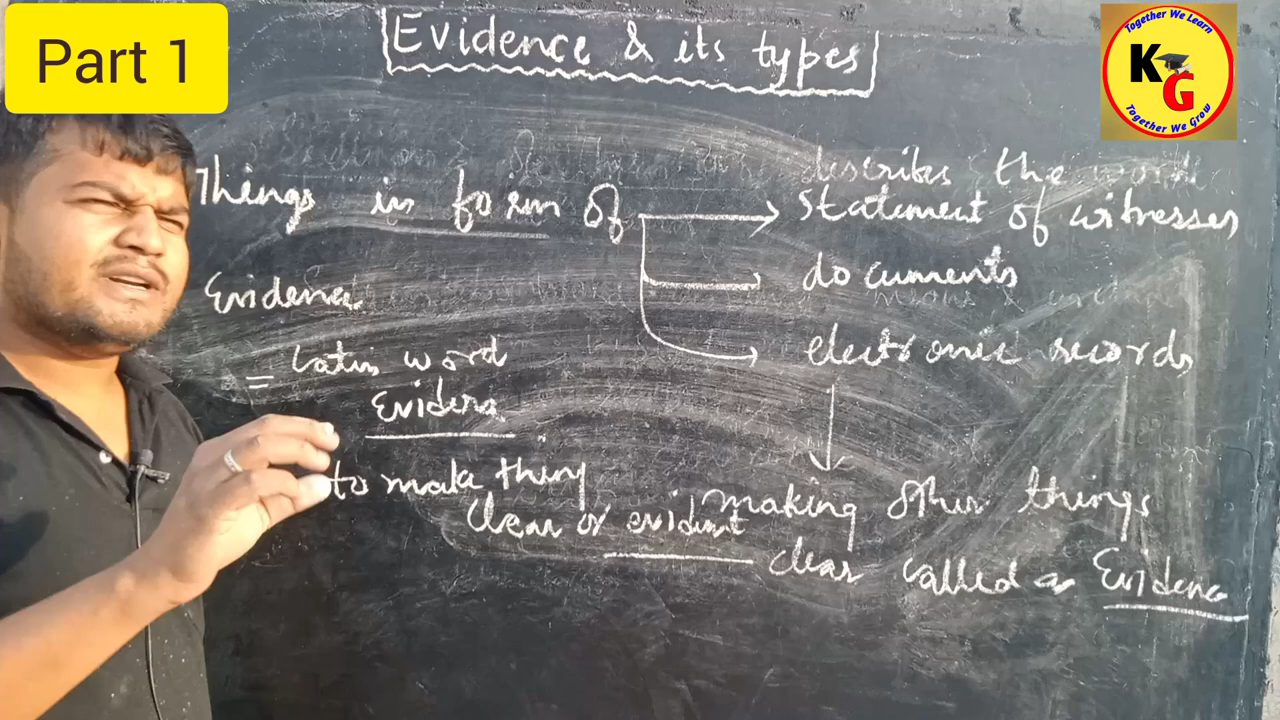 Part 1
Evidence & its types
Together We Learn
KG
Together We Grow
describes the work
Things in form of
statement of witnesses
documents
electronic records
Evidence
= Latin word
Evidera
to make thing
clear or evident
making other things
clear called as Evidence